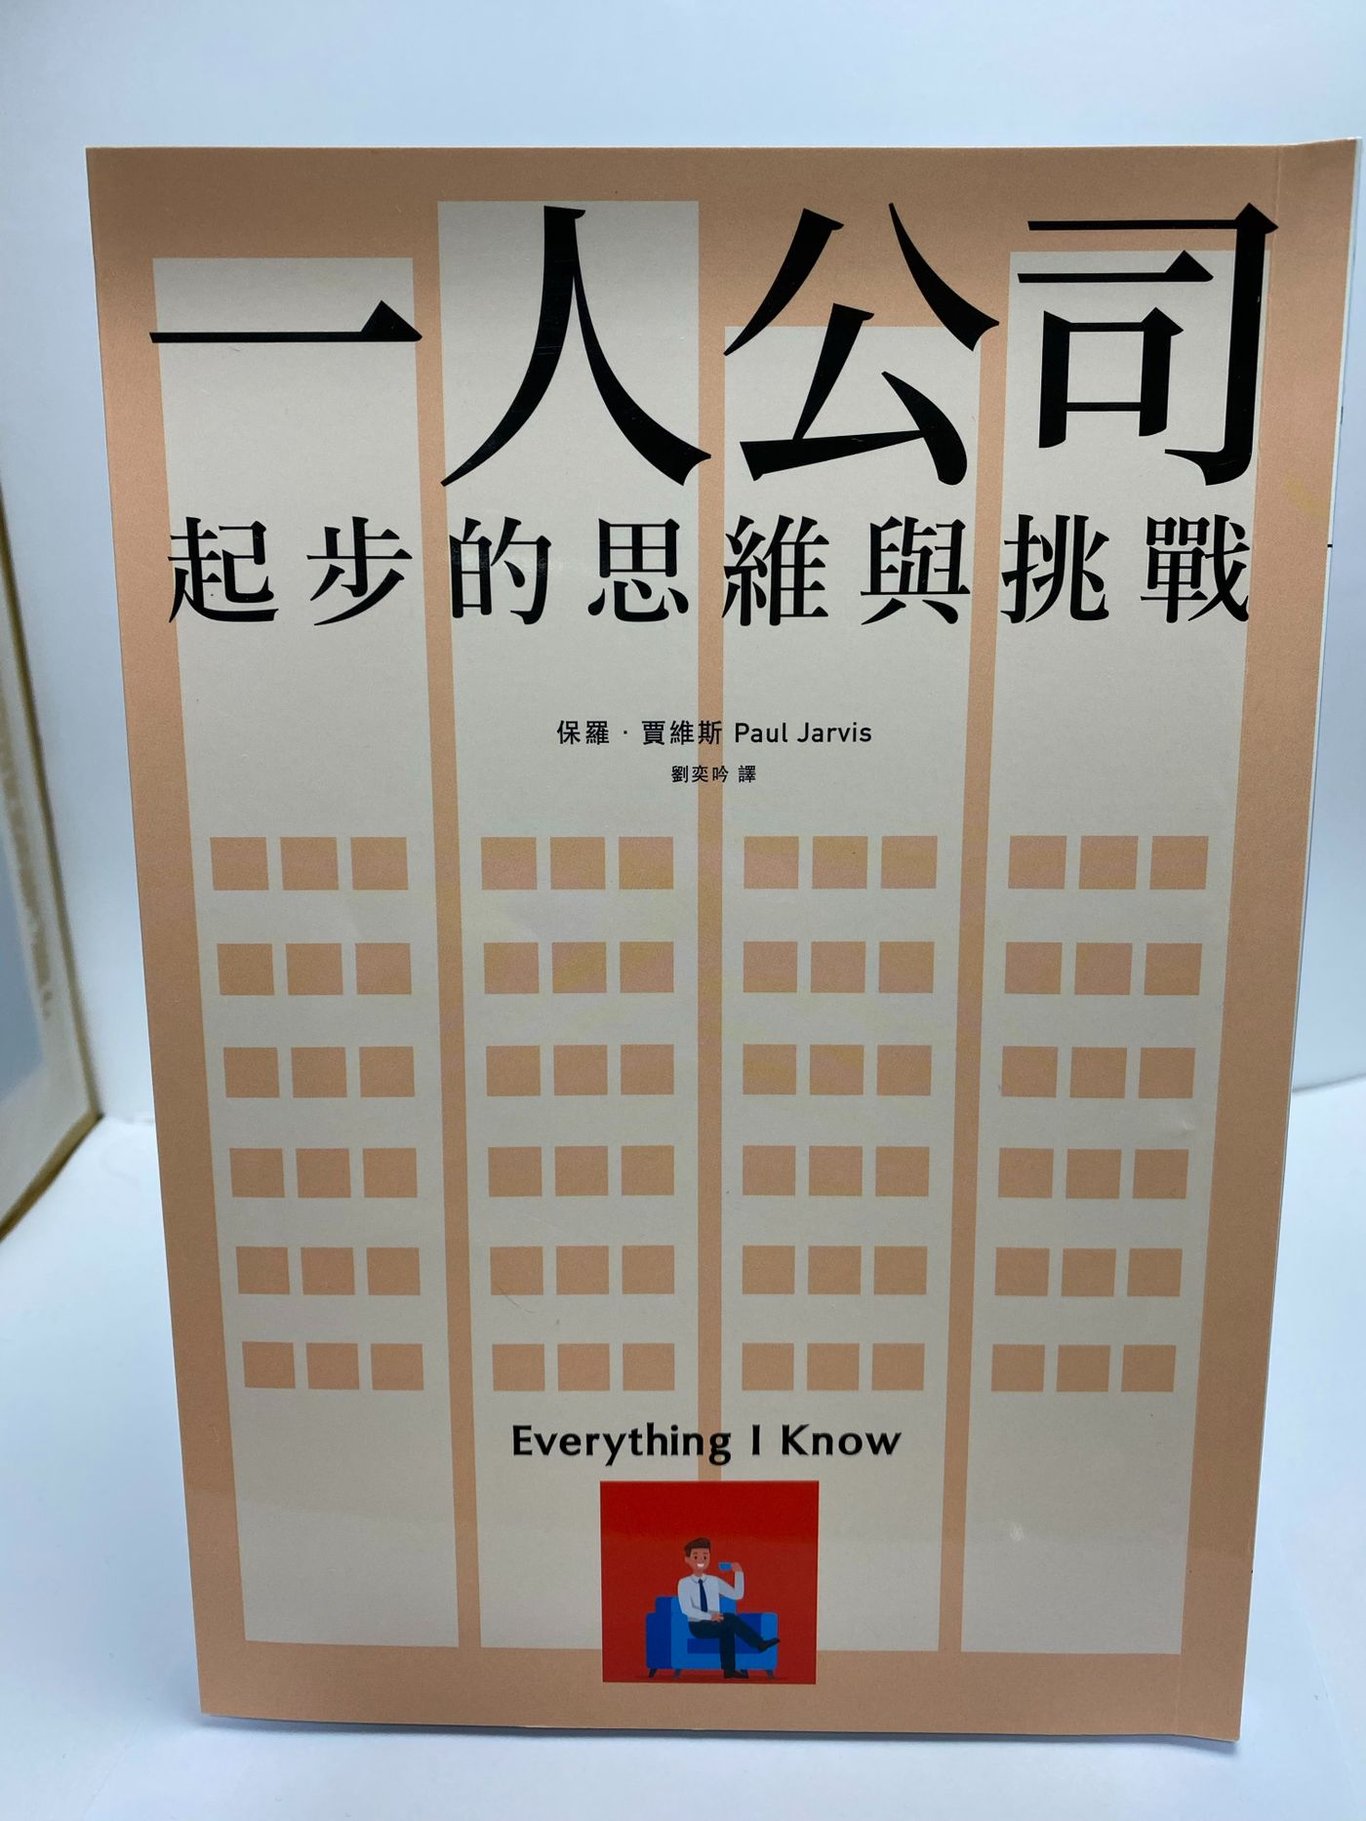 一人公司
起步的思維與挑戰
保羅・賈維斯 Paul Jarvis
劉奕吟 譯
Everything I Know